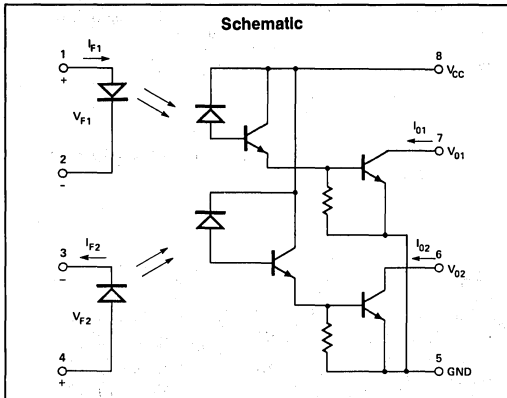 Schematic
1
I_F1
+
V_F1
2
–
3
I_F2
–
V_F2
4
+
8
V_CC
I_01
7
V_01
I_02
6
V_02
5
GND